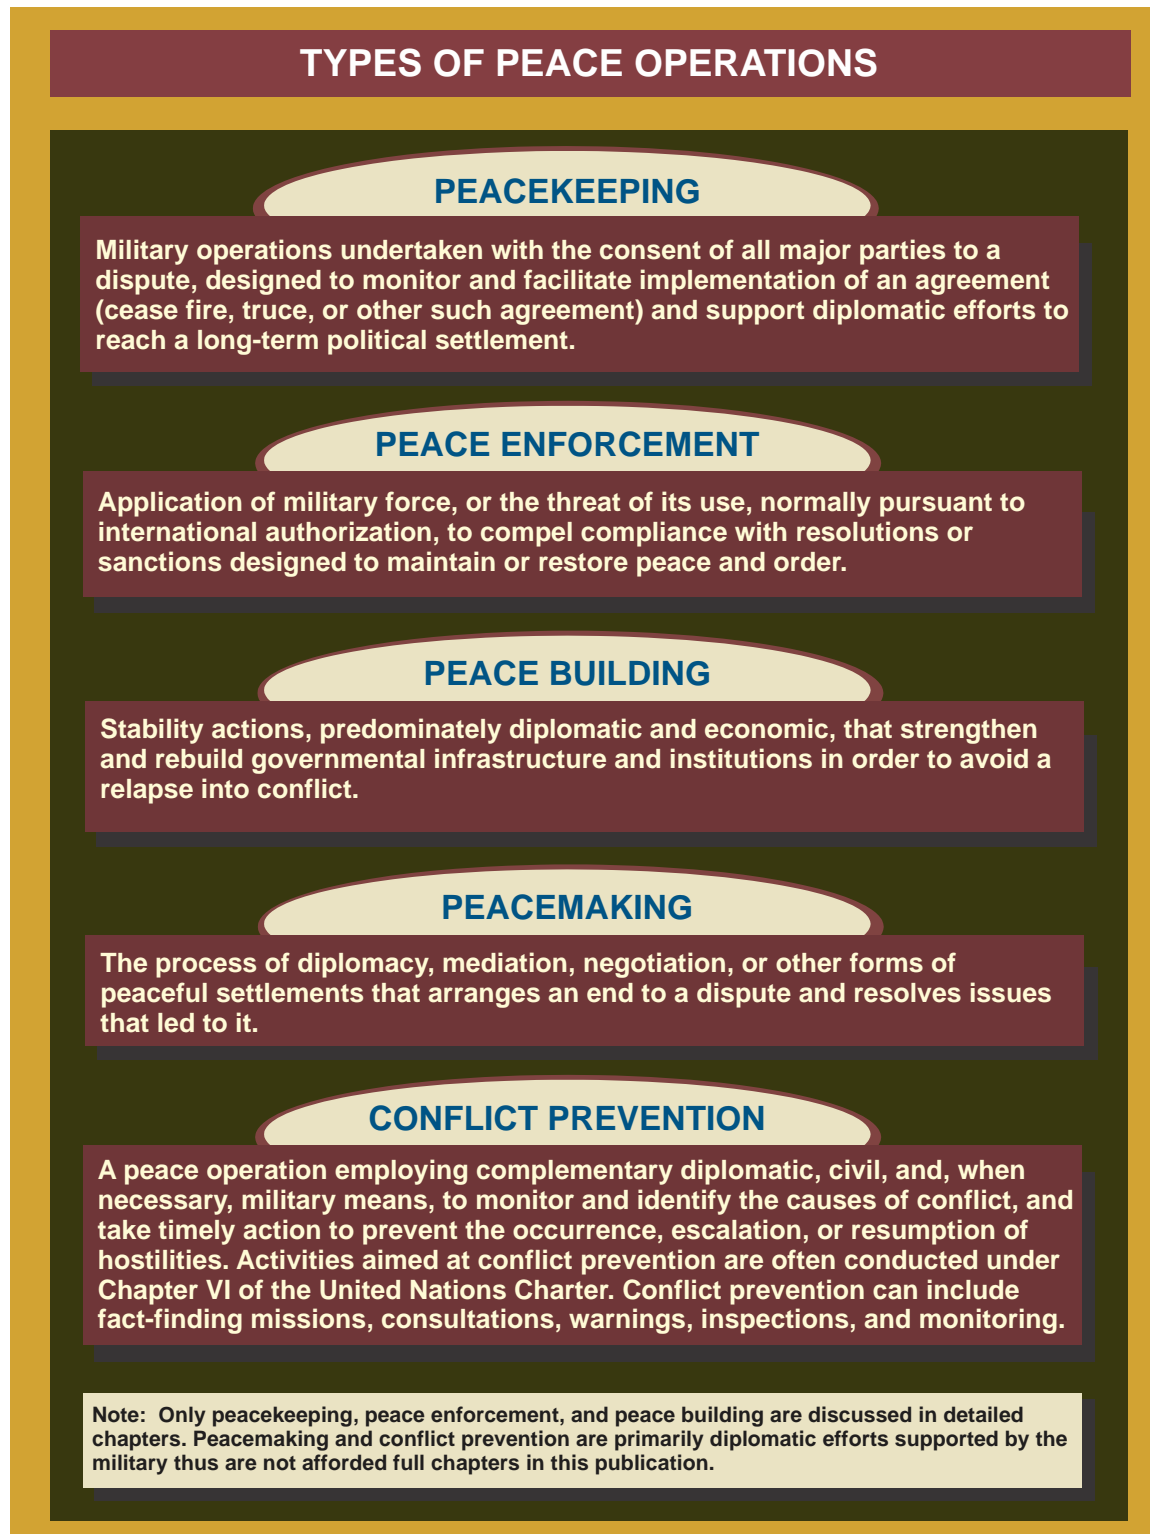 TYPES OF PEACE OPERATIONS
PEACEKEEPING
Military operations undertaken with the consent of all major parties to a
dispute, designed to monitor and facilitate implementation of an agreement
(cease fire, truce, or other such agreement) and support diplomatic efforts to
reach a long-term political settlement.
PEACE ENFORCEMENT
Application of military force, or the threat of its use, normally pursuant to
international authorization, to compel compliance with resolutions or
sanctions designed to maintain or restore peace and order.
PEACE BUILDING
Stability actions, predominately diplomatic and economic, that strengthen
and rebuild governmental infrastructure and institutions in order to avoid a
relapse into conflict.
PEACEMAKING
The process of diplomacy, mediation, negotiation, or other forms of
peaceful settlements that arranges an end to a dispute and resolves issues
that led to it.
CONFLICT PREVENTION
A peace operation employing complementary diplomatic, civil, and, when
necessary, military means, to monitor and identify the causes of conflict, and
take timely action to prevent the occurrence, escalation, or resumption of
hostilities. Activities aimed at conflict prevention are often conducted under
Chapter VI of the United Nations Charter. Conflict prevention can include
fact-finding missions, consultations, warnings, inspections, and monitoring.
Note:  Only peacekeeping, peace enforcement, and peace building are discussed in detailed
chapters. Peacemaking and conflict prevention are primarily diplomatic efforts supported by the
military thus are not afforded full chapters in this publication.